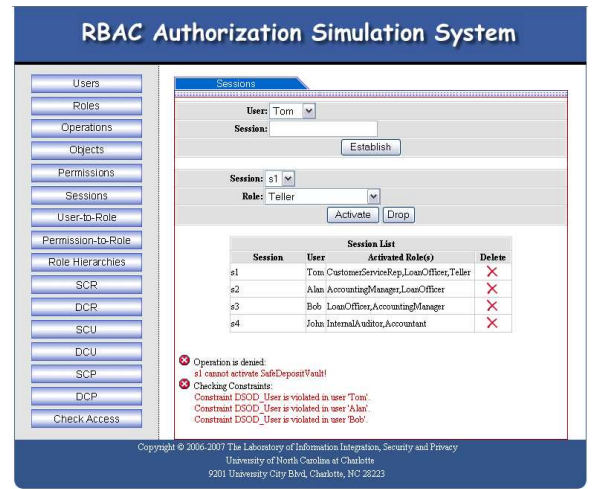 RBAC Authorization Simulation System
Users
Roles
Operations
Objects
Permissions
Sessions
User-to-Role
Permission-to-Role
Role Hierarchies
SCR
DCR
SCU
DCU
SCP
DCP
Check Access
Sessions
User: Tom
Session:
Establish
Session: s1
Role: Teller
Activate Drop
Session List
Session User Activated Role(s) Delete
s1 Tom CustomerServiceRep,LoanOfficer,Teller
s2 Alan AccountingManager,LoanOfficer
s3 Bob LoanOfficer,AccountingManager
s4 John InternalAuditor,Accountant
Operation is denied:
s1 cannot activate SafeDepositVault!
Checking Constraints:
Constraint DSOD_User is violated in user 'Tom'.
Constraint DSOD_User is violated in user 'Alan'.
Constraint DSOD_User is violated in user 'Bob'.
Copyright © 2006-2007 The Laboratory of Information Integration, Security and Privacy
University of North Carolina at Charlotte
9201 University City Blvd, Charlotte, NC 28223